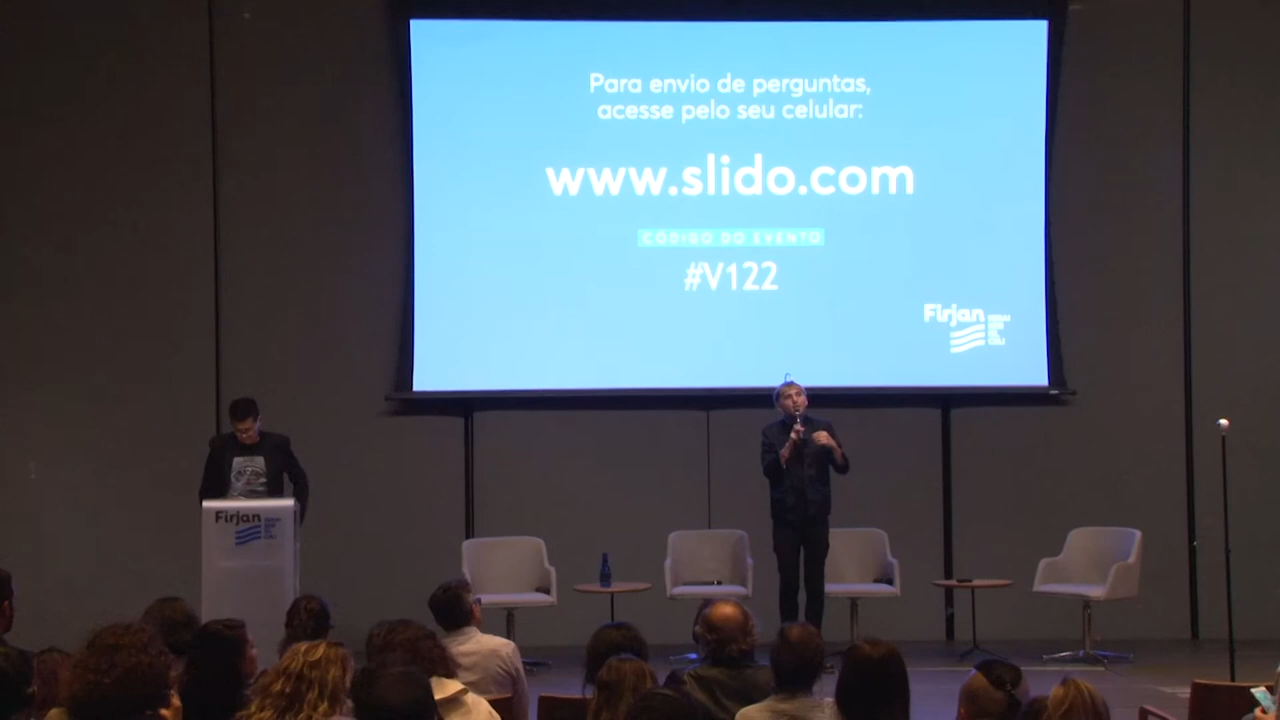 Para envio de perguntas,
acesse pelo seu celular:
www.slido.com
CÓDIGO DO EVENTO
#V122
Firjan
Firjan